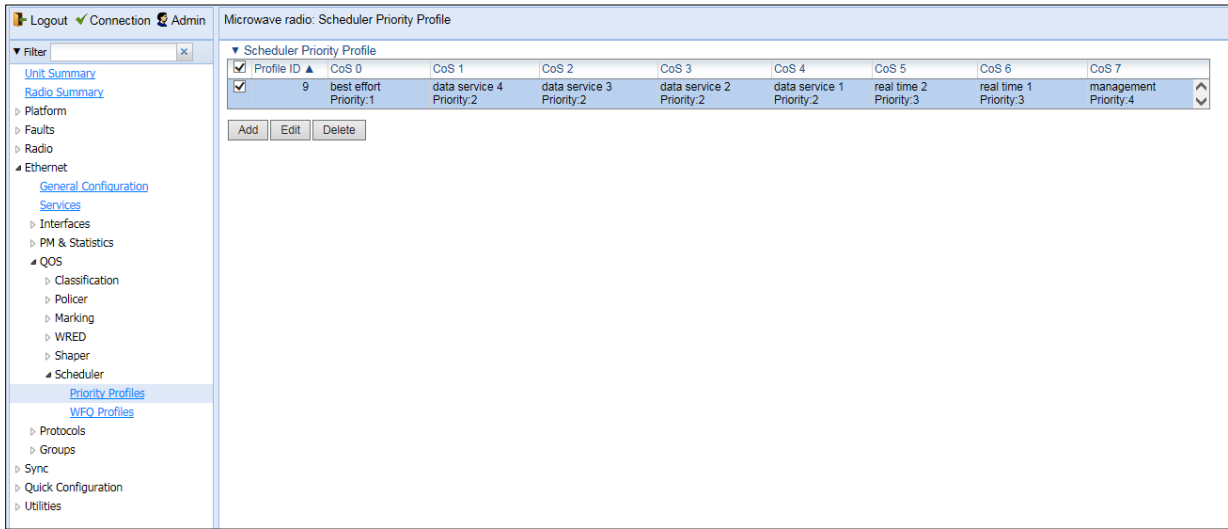 Logout Connection Admin
Microwave radio: Scheduler Priority Profile
Filter
Unit Summary
Radio Summary
Platform
Faults
Radio
Ethernet
General Configuration
Services
Interfaces
PM & Statistics
QOS
Classification
Policer
Marking
WRED
Shaper
Scheduler
Priority Profiles
WFQ Profiles
Protocols
Groups
Sync
Quick Configuration
Utilities
Scheduler Priority Profile
Profile ID CoS 0 CoS 1 CoS 2 CoS 3 CoS 4 CoS 5 CoS 6 CoS 7
9 best effort data service 4 data service 3 data service 2 data service 1 real time 2 real time 1 management
Priority:1 Priority:2 Priority:2 Priority:2 Priority:2 Priority:3 Priority:3 Priority:4
Add Edit Delete